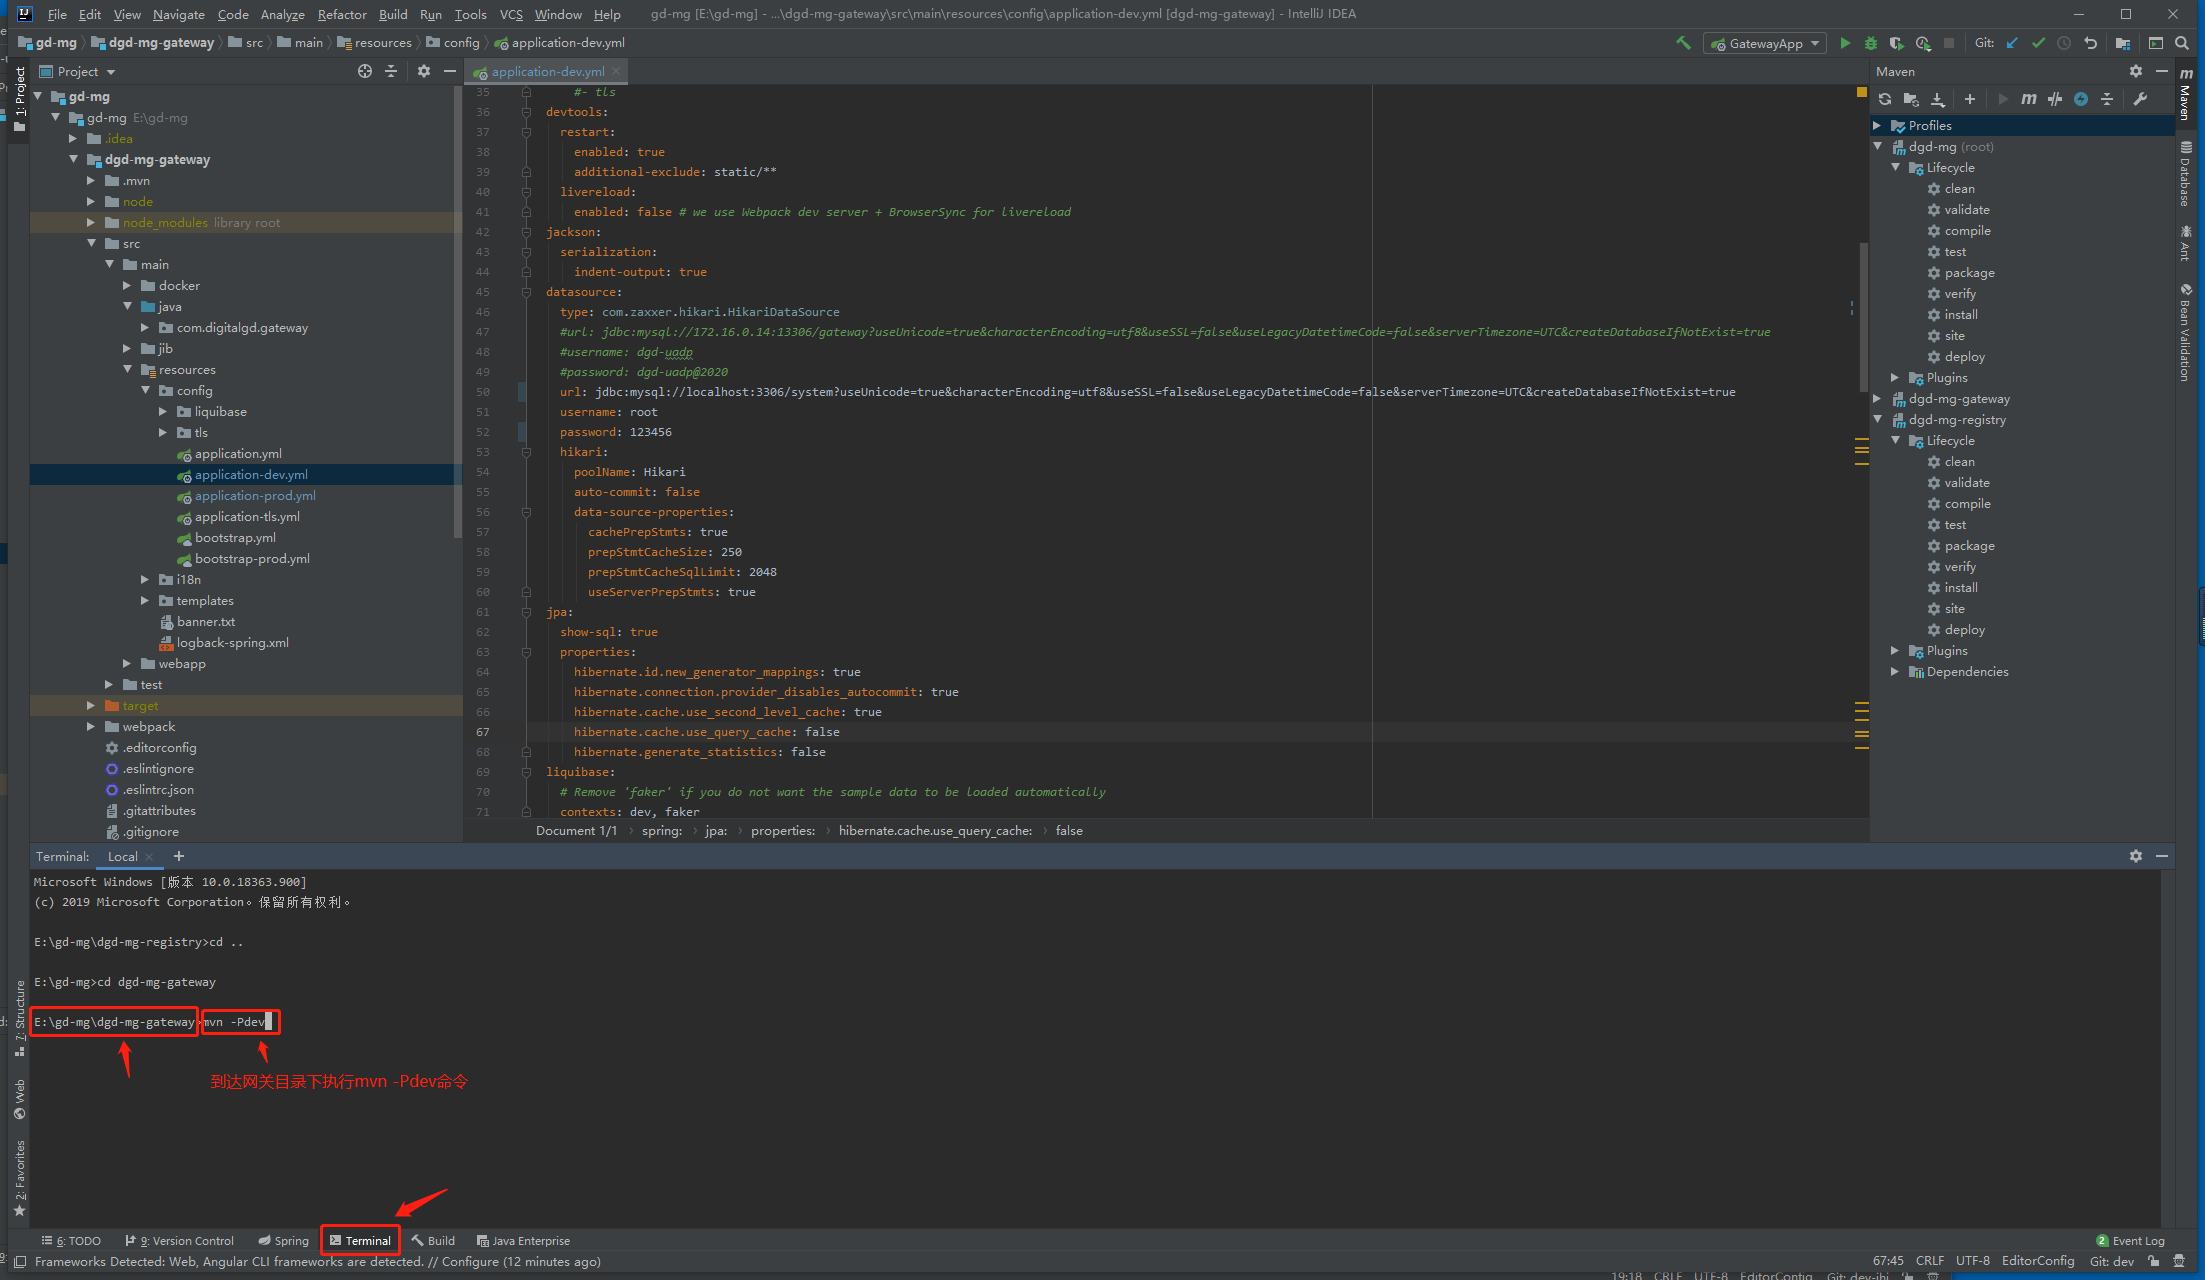 File Edit View Navigate Code Analyze Refactor Build Run Tools VCS Window Help gd-mg [E:\gd-mg] - ...\dgd-mg-gateway\src\main\resources\config\application-dev.yml [dgd-mg-gateway] - IntelliJ IDEA
gd-mg dgd-mg-gateway src main resources config application-dev.yml GatewayApp Git:
1: Project
Project
gd-mg
gd-mg E:\gd-mg
.idea
dgd-mg-gateway
.mvn
node
node_modules library root
src
main
docker
java
com.digitalgd.gateway
jib
resources
config
liquibase
tls
application.yml
application-dev.yml
application-prod.yml
application-tls.yml
bootstrap.yml
bootstrap-prod.yml
i18n
templates
banner.txt
logback-spring.xml
webapp
test
target
webpack
.editorconfig
.eslintignore
.eslintrc.json
.gitattributes
.gitignore
application-dev.yml
35 #- tls
36 devtools:
37 restart:
38 enabled: true
39 additional-exclude: static/**
40 livereload:
41 enabled: false # we use Webpack dev server + BrowserSync for livereload
42 jackson:
43 serialization:
44 indent-output: true
45 datasource:
46 type: com.zaxxer.hikari.HikariDataSource
47 #url: jdbc:mysql://172.16.0.14:13306/gateway?useUnicode=true&characterEncoding=utf8&useSSL=false&useLegacyDatetimeCode=false&serverTimezone=UTC&createDatabaseIfNotExist=true
48 #username: dgd-uadp
49 #password: dgd-uadp@2020
50 url: jdbc:mysql://localhost:3306/system?useUnicode=true&characterEncoding=utf8&useSSL=false&useLegacyDatetimeCode=false&serverTimezone=UTC&createDatabaseIfNotExist=true
51 username: root
52 password: 123456
53 hikari:
54 poolName: Hikari
55 auto-commit: false
56 data-source-properties:
57 cachePrepStmts: true
58 prepStmtCacheSize: 250
59 prepStmtCacheSqlLimit: 2048
60 useServerPrepStmts: true
61 jpa:
62 show-sql: true
63 properties:
64 hibernate.id.new_generator_mappings: true
65 hibernate.connection.provider_disables_autocommit: true
66 hibernate.cache.use_second_level_cache: true
67 hibernate.cache.use_query_cache: false
68 hibernate.generate_statistics: false
69 liquibase:
70 # Remove 'faker' if you do not want the sample data to be loaded automatically
71 contexts: dev, faker
Document 1/1 › spring: › jpa: › properties: › hibernate.cache.use_query_cache: › false
Maven
Profiles
dgd-mg (root)
Lifecycle
clean
validate
compile
test
package
verify
install
site
deploy
Plugins
dgd-mg-gateway
dgd-mg-registry
Lifecycle
clean
validate
compile
test
package
verify
install
site
deploy
Plugins
Dependencies
Maven
Database
Ant
Bean Validation
Terminal: Local
Microsoft Windows [版本 10.0.18363.900]
(c) 2019 Microsoft Corporation。保留所有权利。
E:\gd-mg\dgd-mg-registry>cd ..
E:\gd-mg>cd dgd-mg-gateway
E:\gd-mg\dgd-mg-gateway>mvn -Pdev
到达网关目录下执行mvn -Pdev命令
7: Structure
Web
2: Favorites
6: TODO 9: Version Control Spring Terminal Build Java Enterprise 2 Event Log
Frameworks Detected: Web, Angular CLI frameworks are detected. // Configure (12 minutes ago) 67:45 CRLF UTF-8 EditorConfig Git: dev
19:18 CRLF UTF-8 EditorConfig